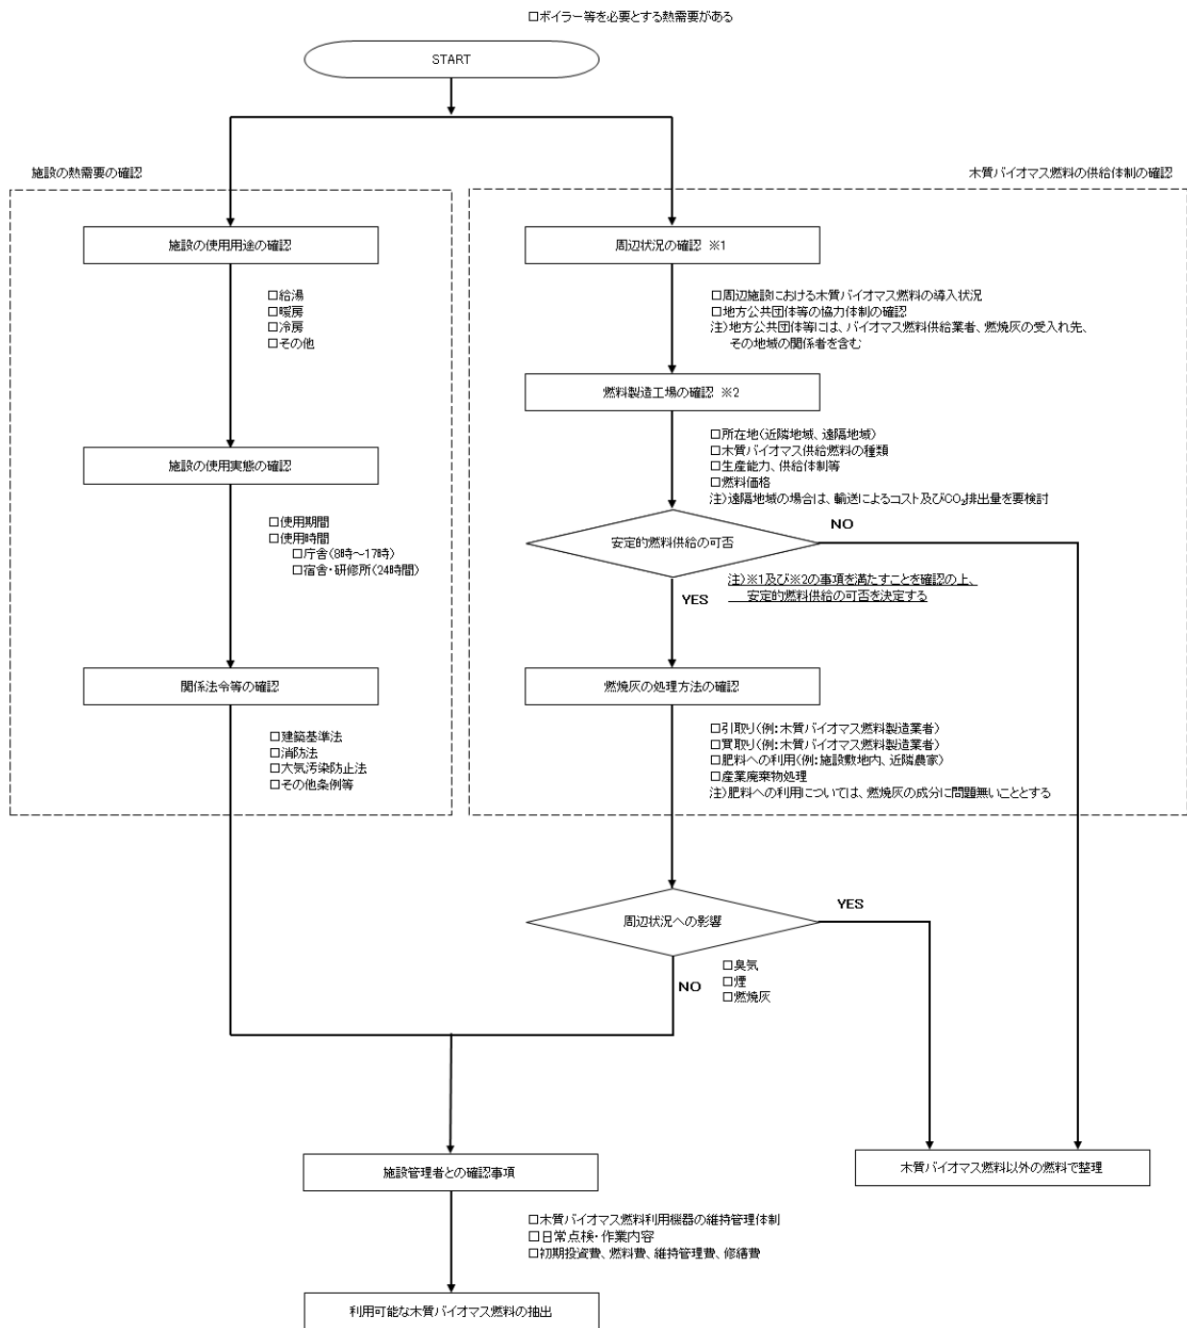 □ボイラー等を必要とする熱需要がある
START
施設の熱需要の確認
施設の使用用途の確認
□給湯
□暖房
□冷房
□その他
施設の使用実態の確認
□使用期間
□使用時間
□庁舎(8時～17時)
□宿舎・研修所(24時間)
関係法令等の確認
□建築基準法
□消防法
□大気汚染防止法
□その他条例等
木質バイオマス燃料の供給体制の確認
周辺状況の確認 ※1
□周辺施設における木質バイオマス燃料の導入状況
□地方公共団体等の協力体制の確認
注)地方公共団体等には、バイオマス燃料供給業者、燃焼灰の受入れ先、
その地域の関係者を含む
燃料製造工場の確認 ※2
□所在地(近隣地域、遠隔地域)
□木質バイオマス供給燃料の種類
□生産能力、供給体制等
□燃料価格
注)遠隔地域の場合は、輸送によるコスト及びCO₂排出量を要検討
安定的燃料供給の可否
NO
YES
注)※1及び※2の事項を満たすことを確認の上、
安定的燃料供給の可否を決定する
燃焼灰の処理方法の確認
□引取り(例:木質バイオマス燃料製造業者)
□買取り(例:木質バイオマス燃料製造業者)
□肥料への利用(例:施設敷地内、近隣農家)
□産業廃棄物処理
注)肥料への利用については、燃焼灰の成分に問題無いこととする
周辺状況への影響
YES
NO
□臭気
□煙
□燃焼灰
施設管理者との確認事項
木質バイオマス燃料以外の燃料で整理
□木質バイオマス燃料利用機器の維持管理体制
□日常点検・作業内容
□初期投資費、燃料費、維持管理費、修繕費
利用可能な木質バイオマス燃料の抽出